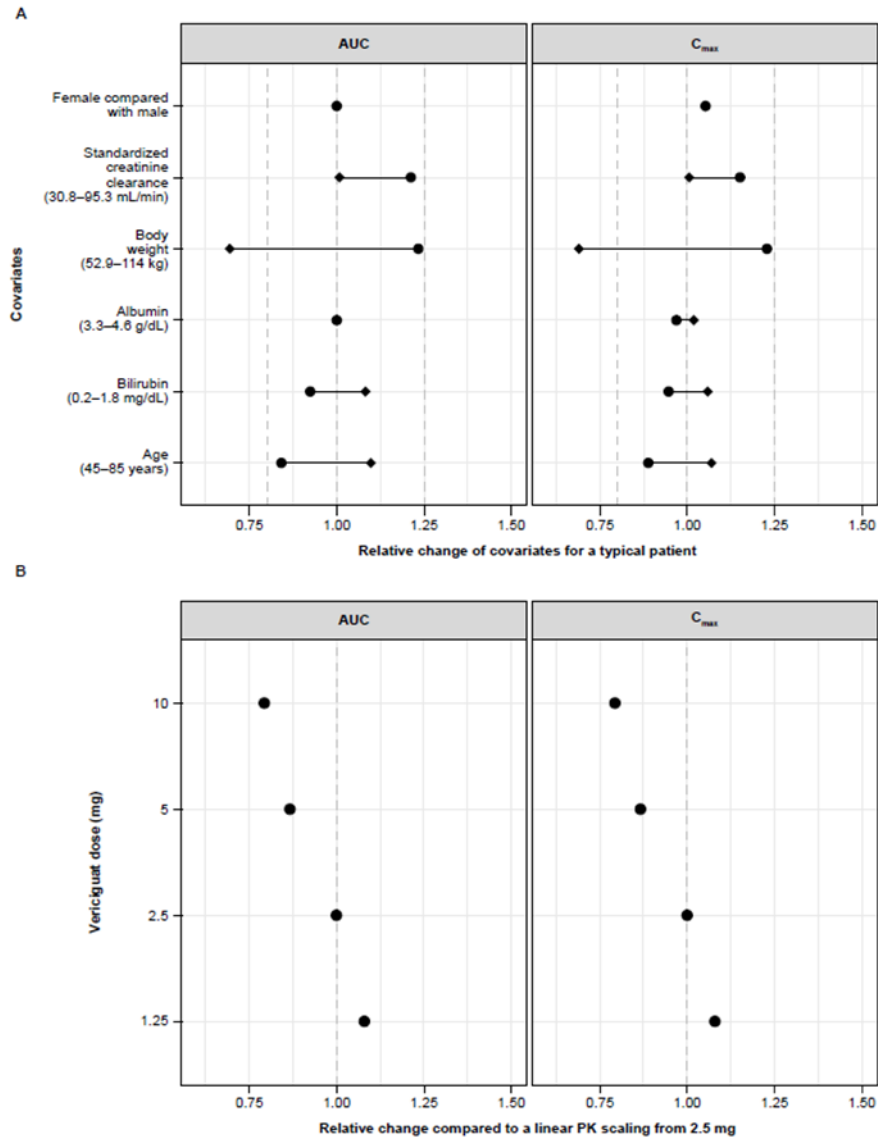 A
AUC
Cmax
Female compared
with male
Standardized
creatinine
clearance
(30.8–95.3 mL/min)
Body
weight
(52.9–114 kg)
Albumin
(3.3–4.6 g/dL)
Bilirubin
(0.2–1.8 mg/dL)
Age
(45–85 years)
Covariates
0.75 1.00 1.25 1.50 0.75 1.00 1.25 1.50
Relative change of covariates for a typical patient
B
AUC
Cmax
10
5
2.5
1.25
Vericiguat dose (mg)
0.75 1.00 1.25 1.50 0.75 1.00 1.25 1.50
Relative change compared to a linear PK scaling from 2.5 mg